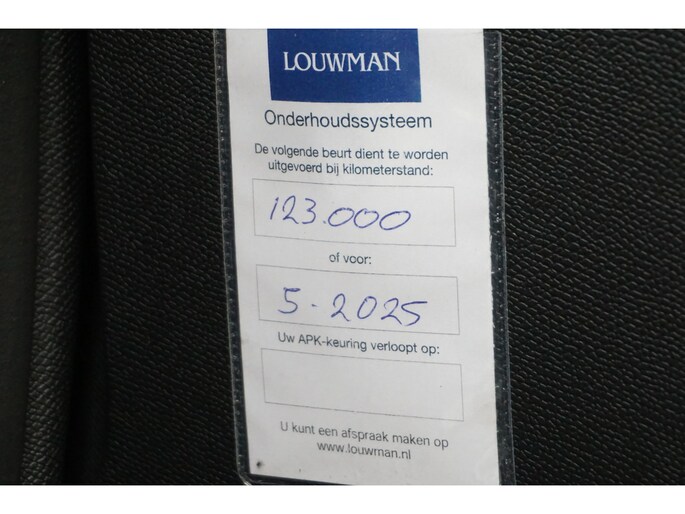 LOUWMAN
Onderhoudssysteem
De volgende beurt dient te worden
uitgevoerd bij kilometerstand:
123.000
of voor:
5-2025
Uw APK-keuring verloopt op:
U kunt een afspraak maken op
www.louwman.nl